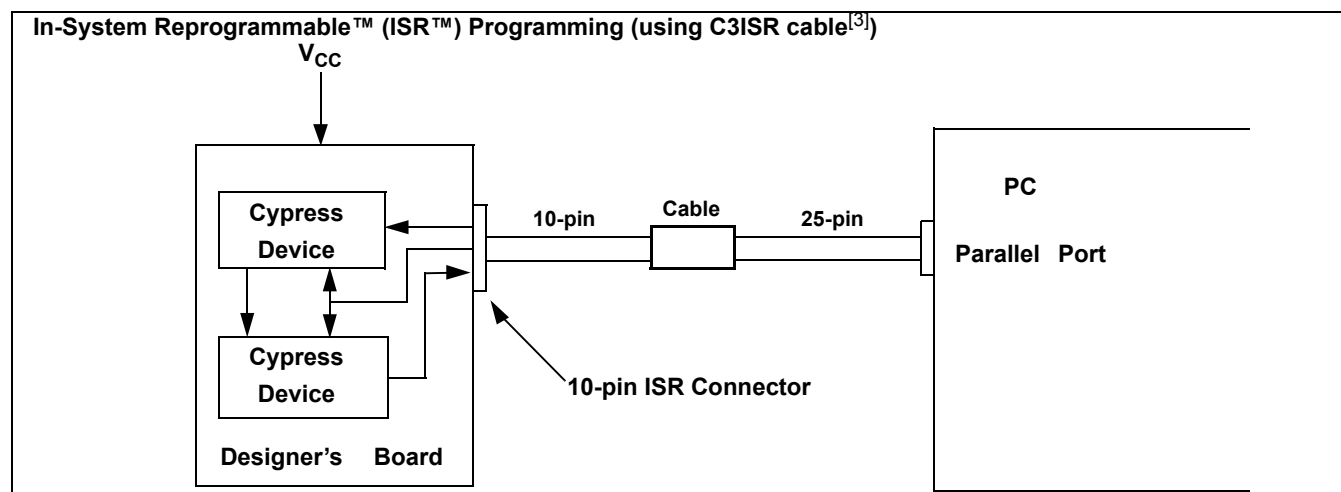 In-System Reprogrammable™ (ISR™) Programming (using C3ISR cable[3])
VCC
PC
Parallel Port
Cable
10-pin
25-pin
Cypress
Device
Cypress
Device
10-pin ISR Connector
Designer’s Board